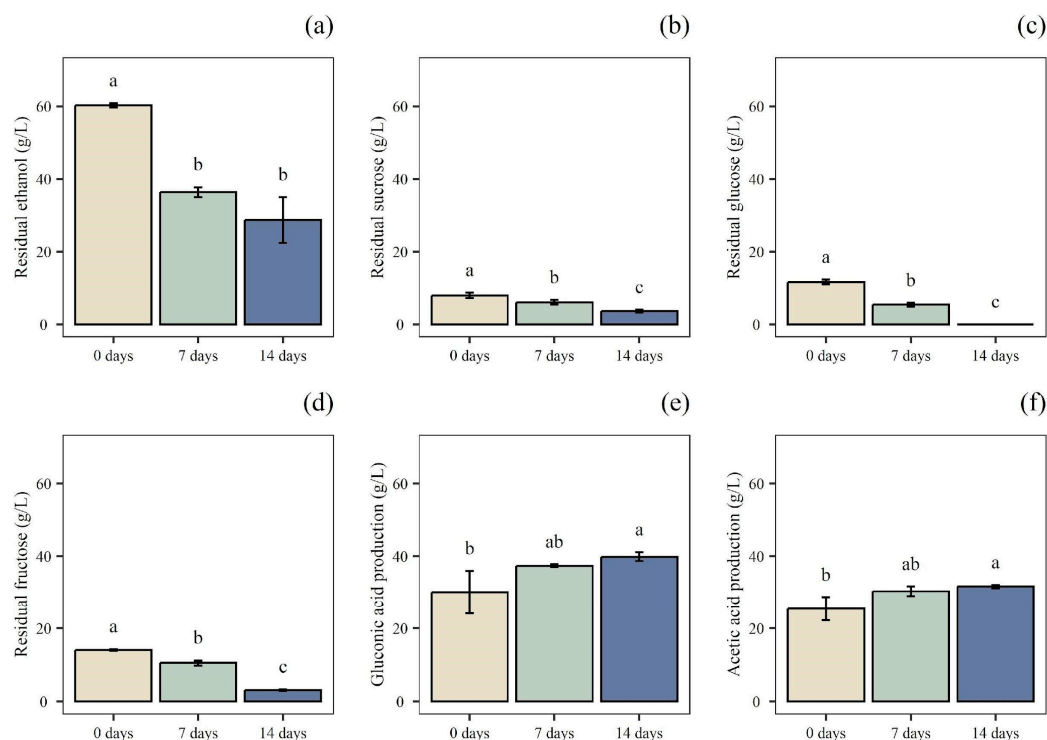 (a)
Residual ethanol (g/L)
60
40
20
0
a
b
b
0 days
7 days
14 days
(b)
Residual sucrose (g/L)
60
40
20
0
a
b
c
0 days
7 days
14 days
(c)
Residual glucose (g/L)
60
40
20
0
a
b
c
0 days
7 days
14 days
(d)
Residual fructose (g/L)
60
40
20
0
a
b
c
0 days
7 days
14 days
(e)
Gluconic acid production (g/L)
60
40
20
0
b
ab
a
0 days
7 days
14 days
(f)
Acetic acid production (g/L)
60
40
20
0
b
ab
a
0 days
7 days
14 days